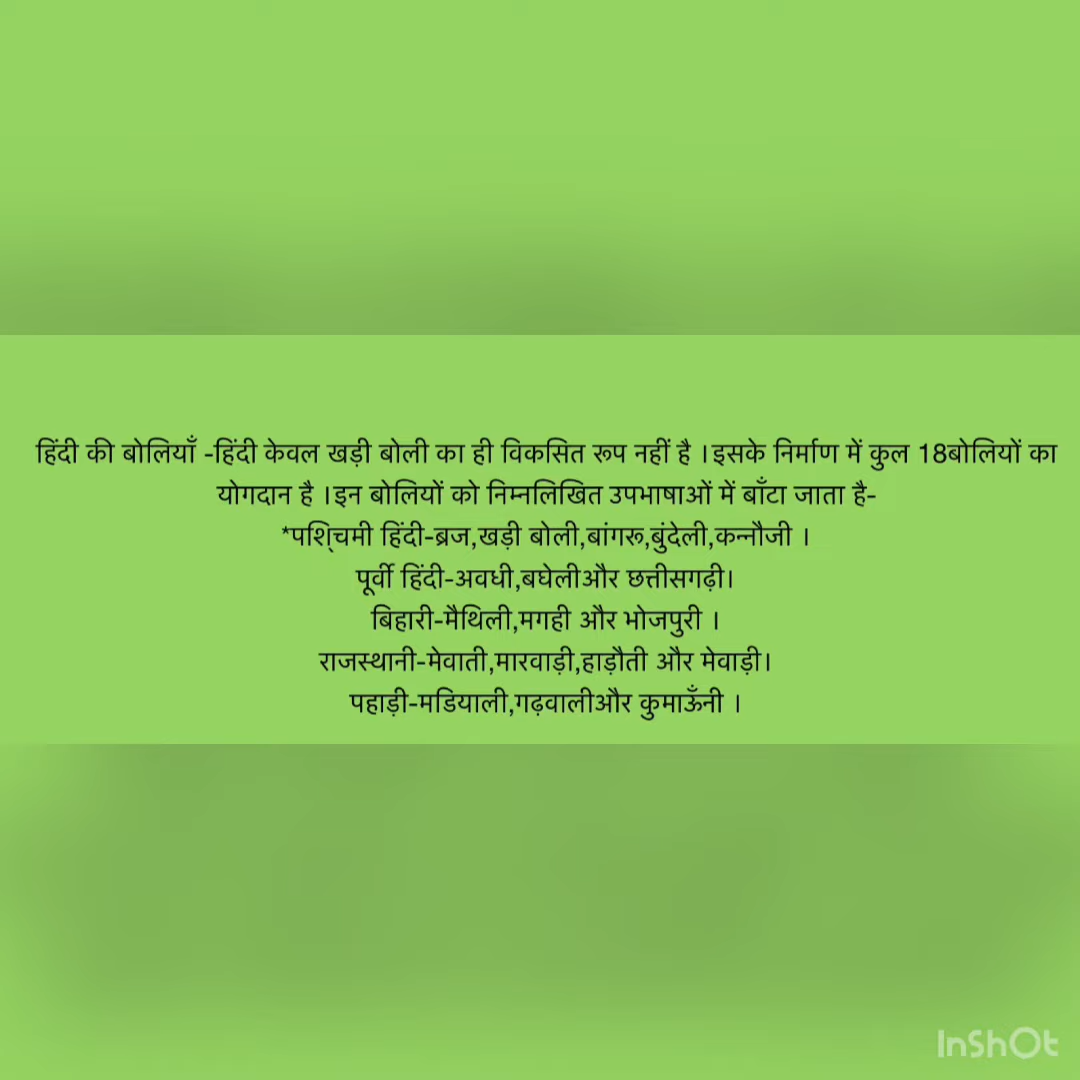 हिंदी की बोलियाँ -हिंदी केवल खड़ी बोली का ही विकसित रूप नहीं है ।इसके निर्माण में कुल 18बोलियों का
योगदान है ।इन बोलियों को निम्नलिखित उपभाषाओं में बाँटा जाता है-
*पश्चिमी हिंदी-ब्रज,खड़ी बोली,बांगरू,बुंदेली,कन्नौजी ।
पूर्वी हिंदी-अवधी,बघेलीऔर छत्तीसगढ़ी।
बिहारी-मैथिली,मगही और भोजपुरी ।
राजस्थानी-मेवाती,मारवाड़ी,हाड़ौती और मेवाड़ी।
पहाड़ी-मडियाली,गढ़वालीऔर कुमाऊँनी ।
InShOt